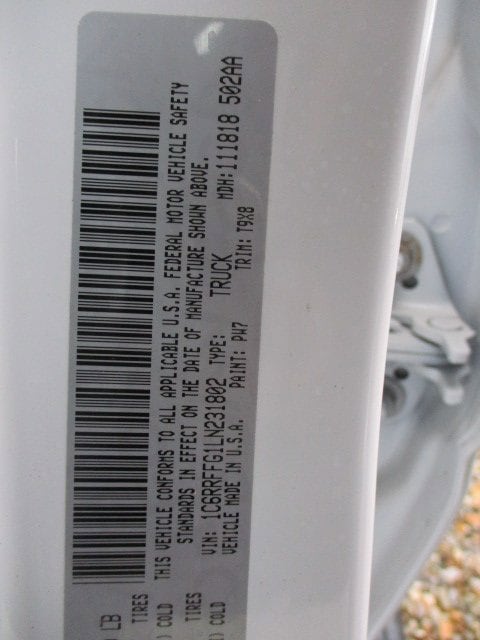 LB
TIRES
) COLD
THIS VEHICLE CONFORMS TO ALL APPLICABLE U.S.A. FEDERAL MOTOR VEHICLE SAFETY
STANDARDS IN EFFECT ON THE DATE OF MANUFACTURE SHOWN ABOVE.
TIRES
) COLD
VIN: 1C6RRFFG1LN231802 TYPE: TRUCK MDH: 111818 502AA
VEHICLE MADE IN U.S.A. PAINT: PW7 TRIM: T9X8